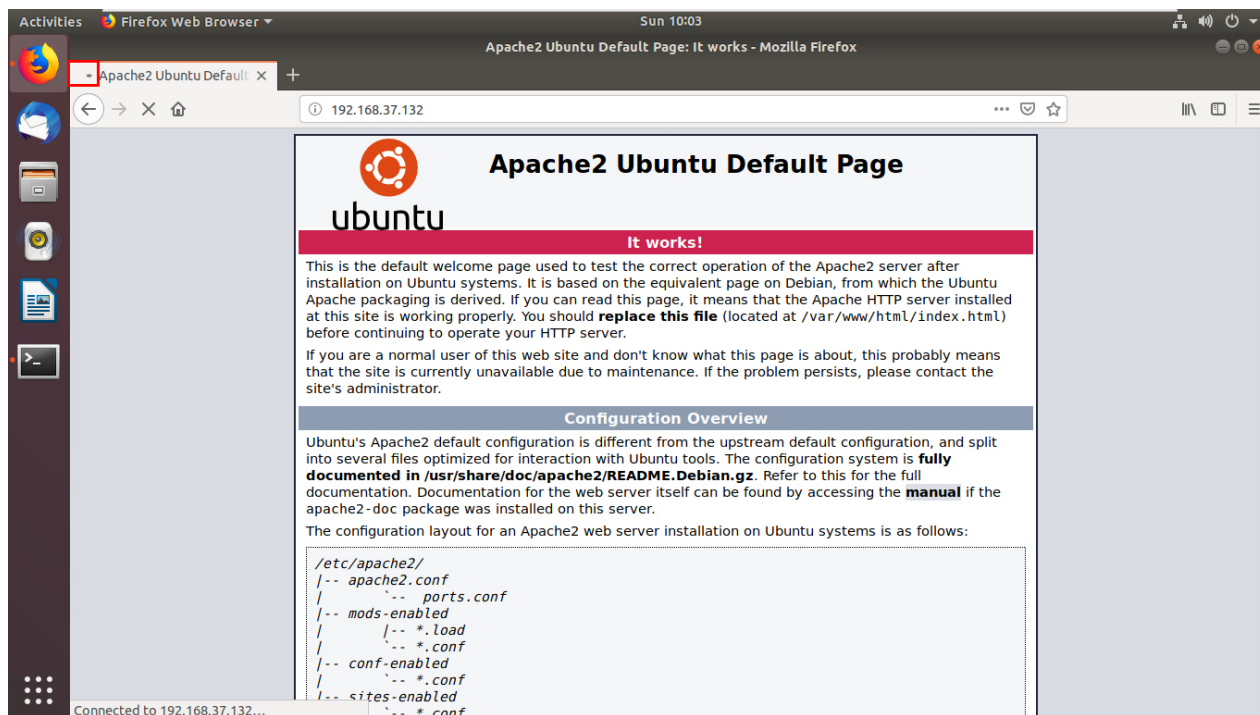 Activities Firefox Web Browser Sun 10:03
Apache2 Ubuntu Default Page: It works - Mozilla Firefox
Apache2 Ubuntu Default
192.168.37.132
ubuntu
Apache2 Ubuntu Default Page
It works!
This is the default welcome page used to test the correct operation of the Apache2 server after
installation on Ubuntu systems. It is based on the equivalent page on Debian, from which the Ubuntu
Apache packaging is derived. If you can read this page, it means that the Apache HTTP server installed
at this site is working properly. You should replace this file (located at /var/www/html/index.html)
before continuing to operate your HTTP server.
If you are a normal user of this web site and don't know what this page is about, this probably means
that the site is currently unavailable due to maintenance. If the problem persists, please contact the
site's administrator.
Configuration Overview
Ubuntu's Apache2 default configuration is different from the upstream default configuration, and split
into several files optimized for interaction with Ubuntu tools. The configuration system is fully
documented in /usr/share/doc/apache2/README.Debian.gz. Refer to this for the full
documentation. Documentation for the web server itself can be found by accessing the manual if the
apache2-doc package was installed on this server.
The configuration layout for an Apache2 web server installation on Ubuntu systems is as follows:
/etc/apache2/
|-- apache2.conf
|       `--  ports.conf
|-- mods-enabled
|       |-- *.load
|       `-- *.conf
|-- conf-enabled
|       `-- *.conf
|-- sites-enabled
`-- *.conf
Connected to 192.168.37.132...